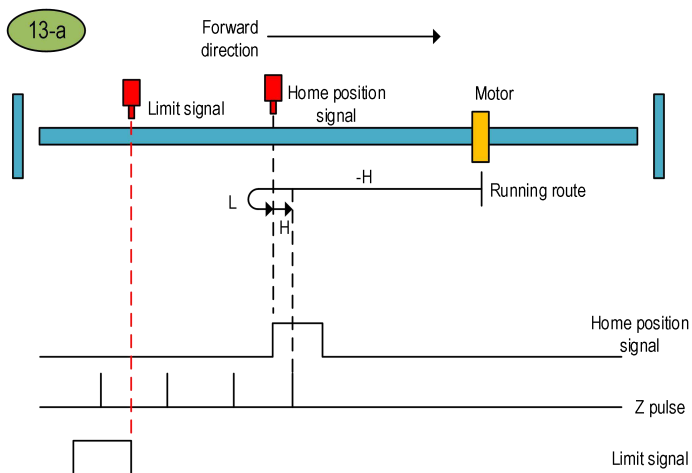 13-a
Forward
direction
Limit signal
Home position
signal
Motor
-H
Running route
L
H
Home position
signal
Z pulse
Limit signal